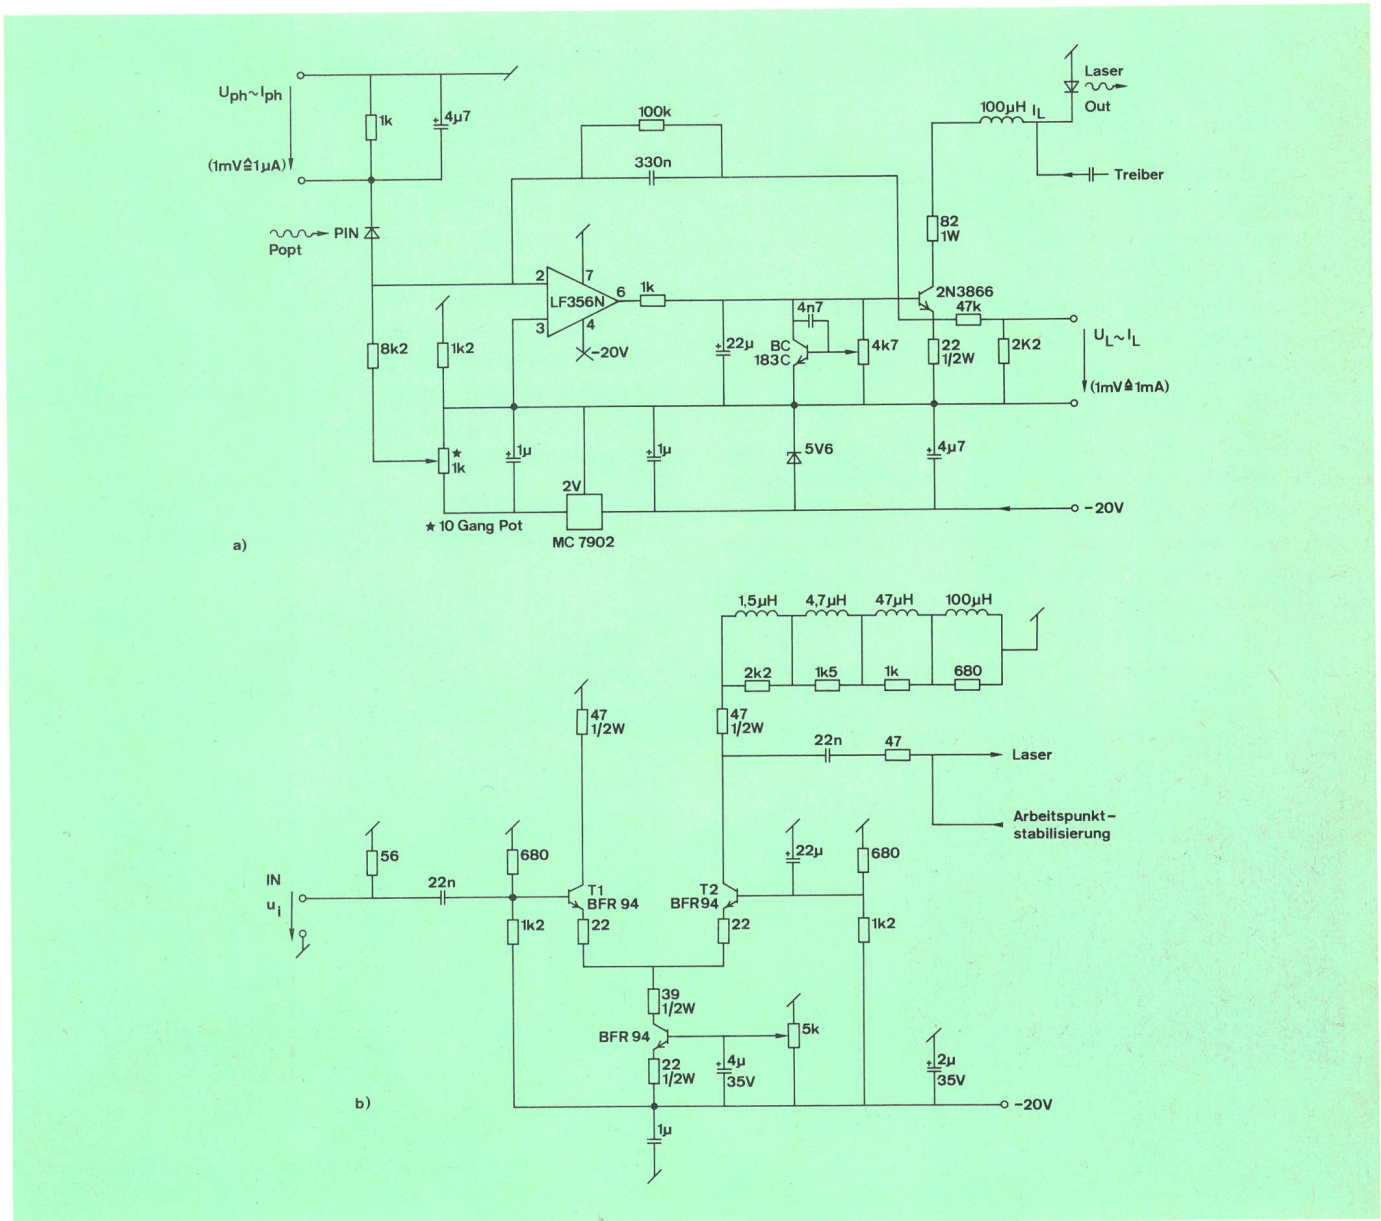 Uph~Iph
(1mV≙1µA)
1k
4µ7
PIN
Popt
100k
330n
Laser
Out
100µH
IL
Treiber
82
1W
2
3
7
6
4
LF356N
-20V
1k
2N3866
47k
8k2
1k2
22µ
4n7
BC
183C
4k7
22
1/2W
2K2
UL~IL
(1mV≙1mA)
★
1k
1µ
1µ
5V6
4µ7
2V
MC 7902
-20V
★ 10 Gang Pot
a)
1,5µH
4,7µH
47µH
100µH
2k2
1k5
1k
680
47
1/2W
47
1/2W
22n
47
Laser
Arbeitspunkt–
stabilisierung
56
680
22µ
680
IN
ui
22n
T1
BFR 94
T2
BFR94
1k2
22
22
1k2
39
1/2W
BFR 94
5k
22
1/2W
4µ
35V
2µ
35V
b)
-20V
1µ